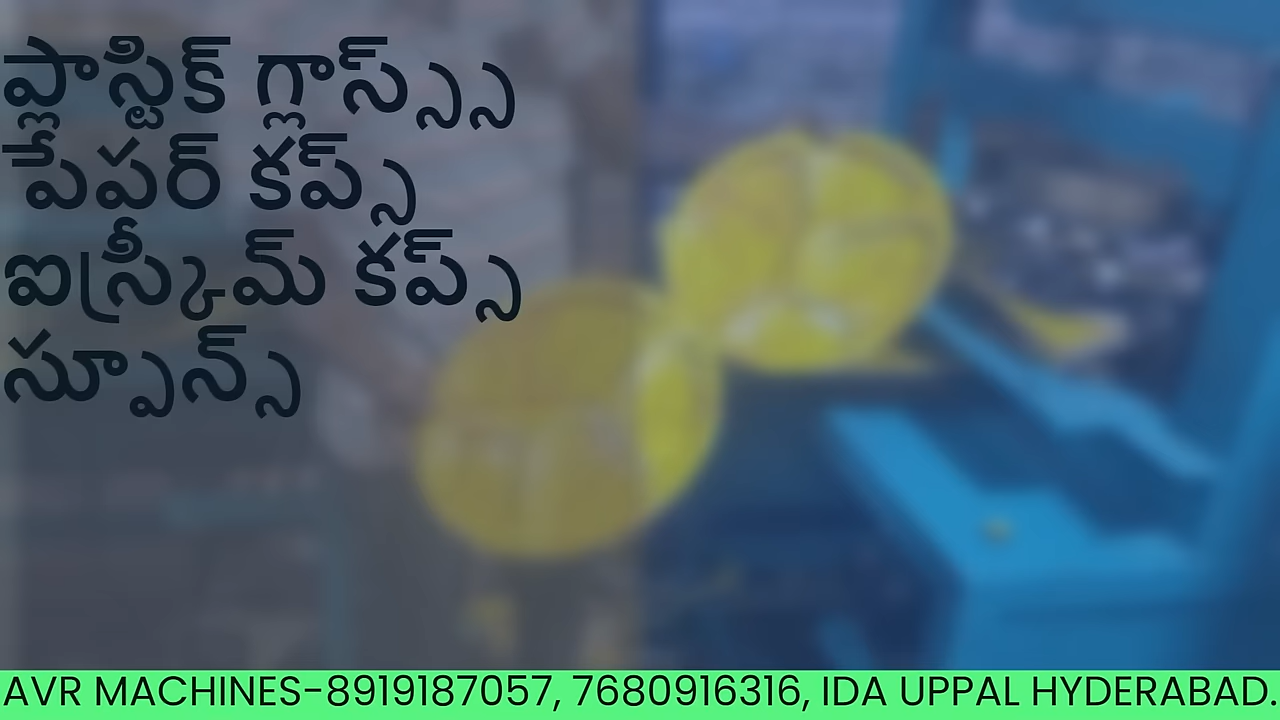 ప్లాస్టిక్ గ్లాస్స్స
పేపర్ కప్స్
ఐస్క్రీమ్ కప్స్
స్పూన్స్
AVR MACHINES-8919187057, 7680916316, IDA UPPAL HYDERABAD.